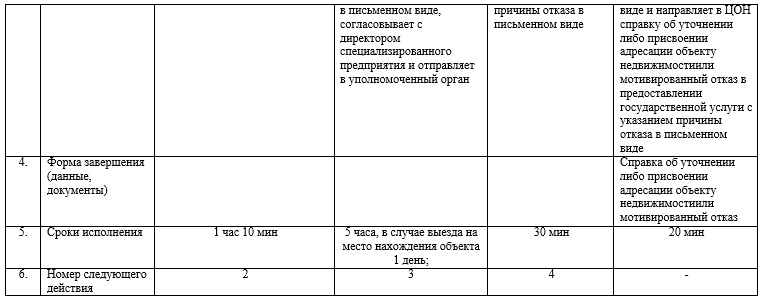 в письменном виде,
согласовывает с
директором
специализированного
предприятия и отправляет
в уполномоченный орган
причины отказа в
письменном виде
виде и направляет в ЦОН
справку об уточнении
либо присвоении
адресации объекту
недвижимостиили
мотивированный отказ в
предоставлении
государственной услуги с
указанием причины
отказа в письменном
виде
4.
Форма завершения
(данные,
документы)
Справка об уточнении
либо присвоении
адресации объекту
недвижимостиили
мотивированный отказ
5.
Сроки исполнения
1 час 10 мин
5 часа, в случае выезда на
место нахождения объекта
1 день;
30 мин
20 мин
6.
Номер следующего
действия
2
3
4
-